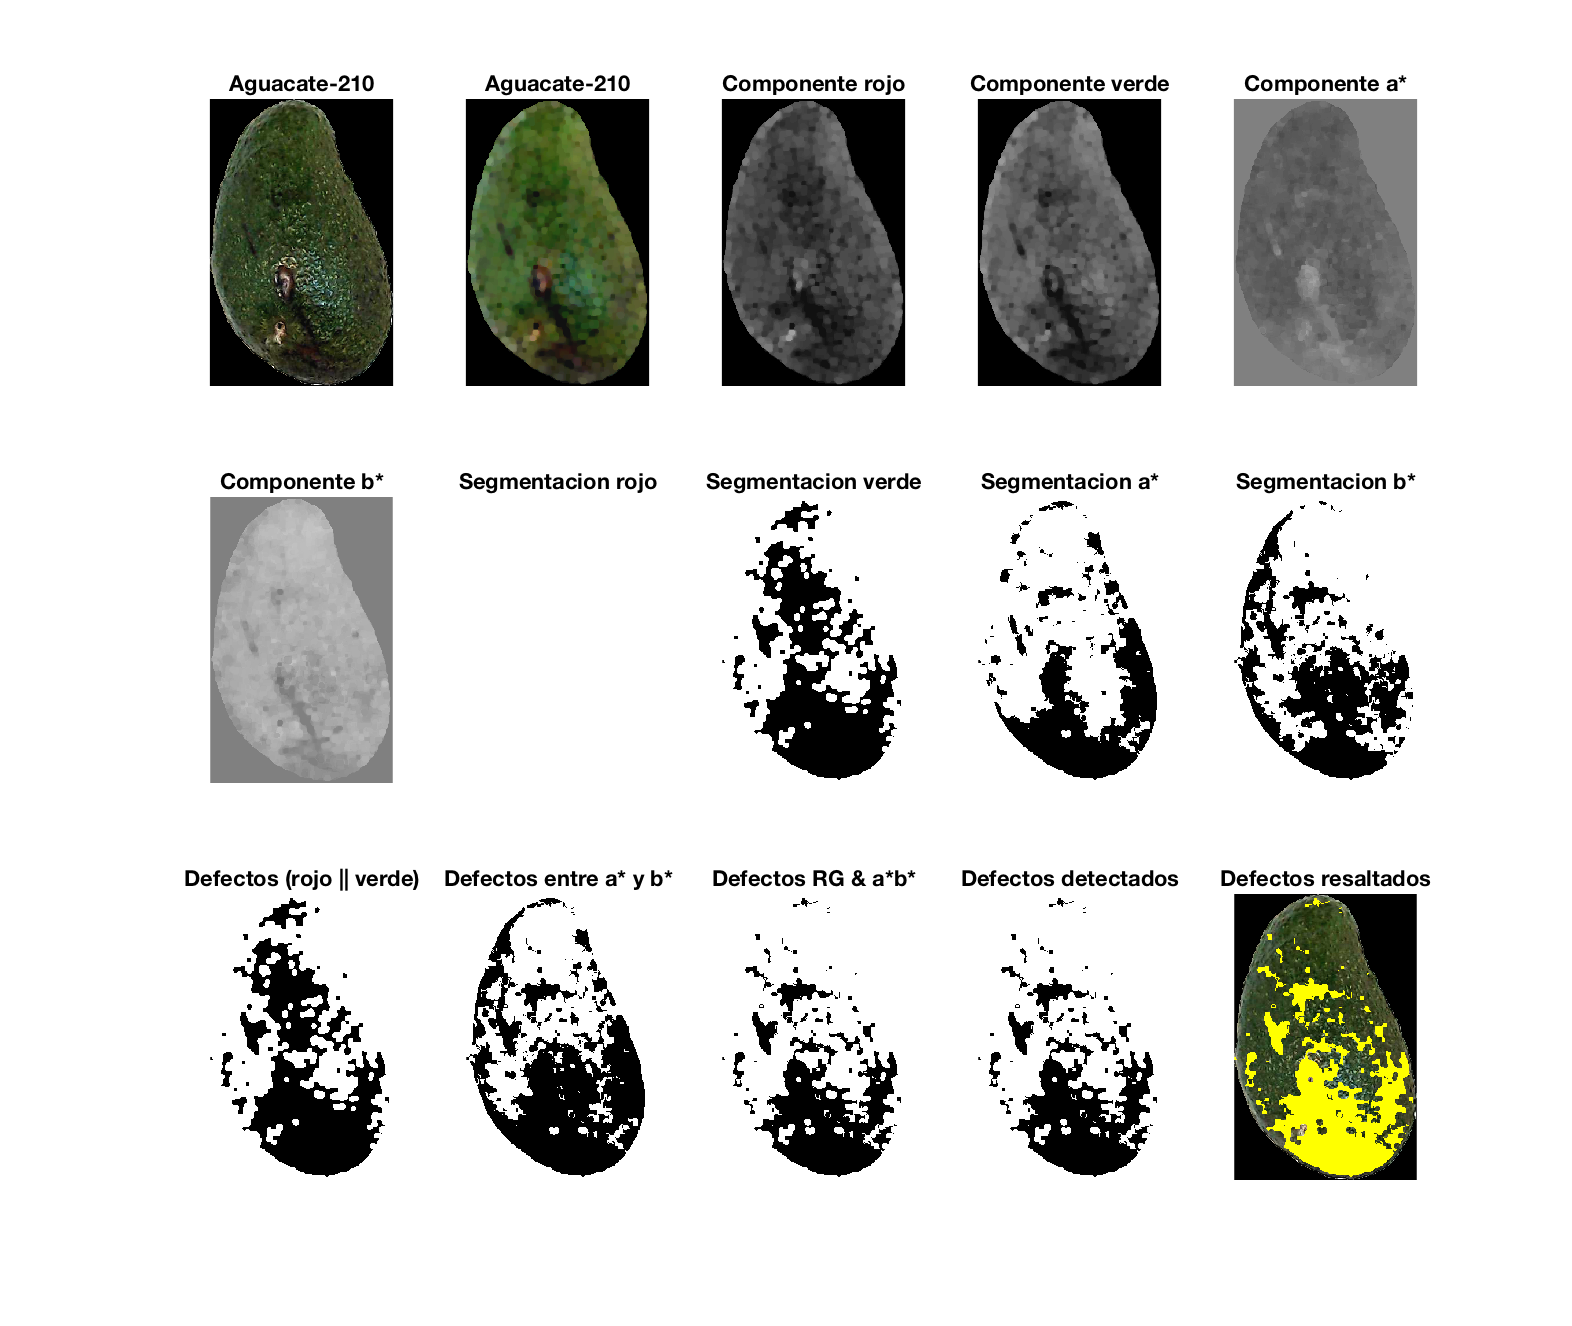 Aguacate-210
Aguacate-210
Componente rojo
Componente verde
Componente a*
Componente b*
Segmentacion rojo
Segmentacion verde
Segmentacion a*
Segmentacion b*
Defectos (rojo || verde)
Defectos entre a* y b*
Defectos RG & a*b*
Defectos detectados
Defectos resaltados